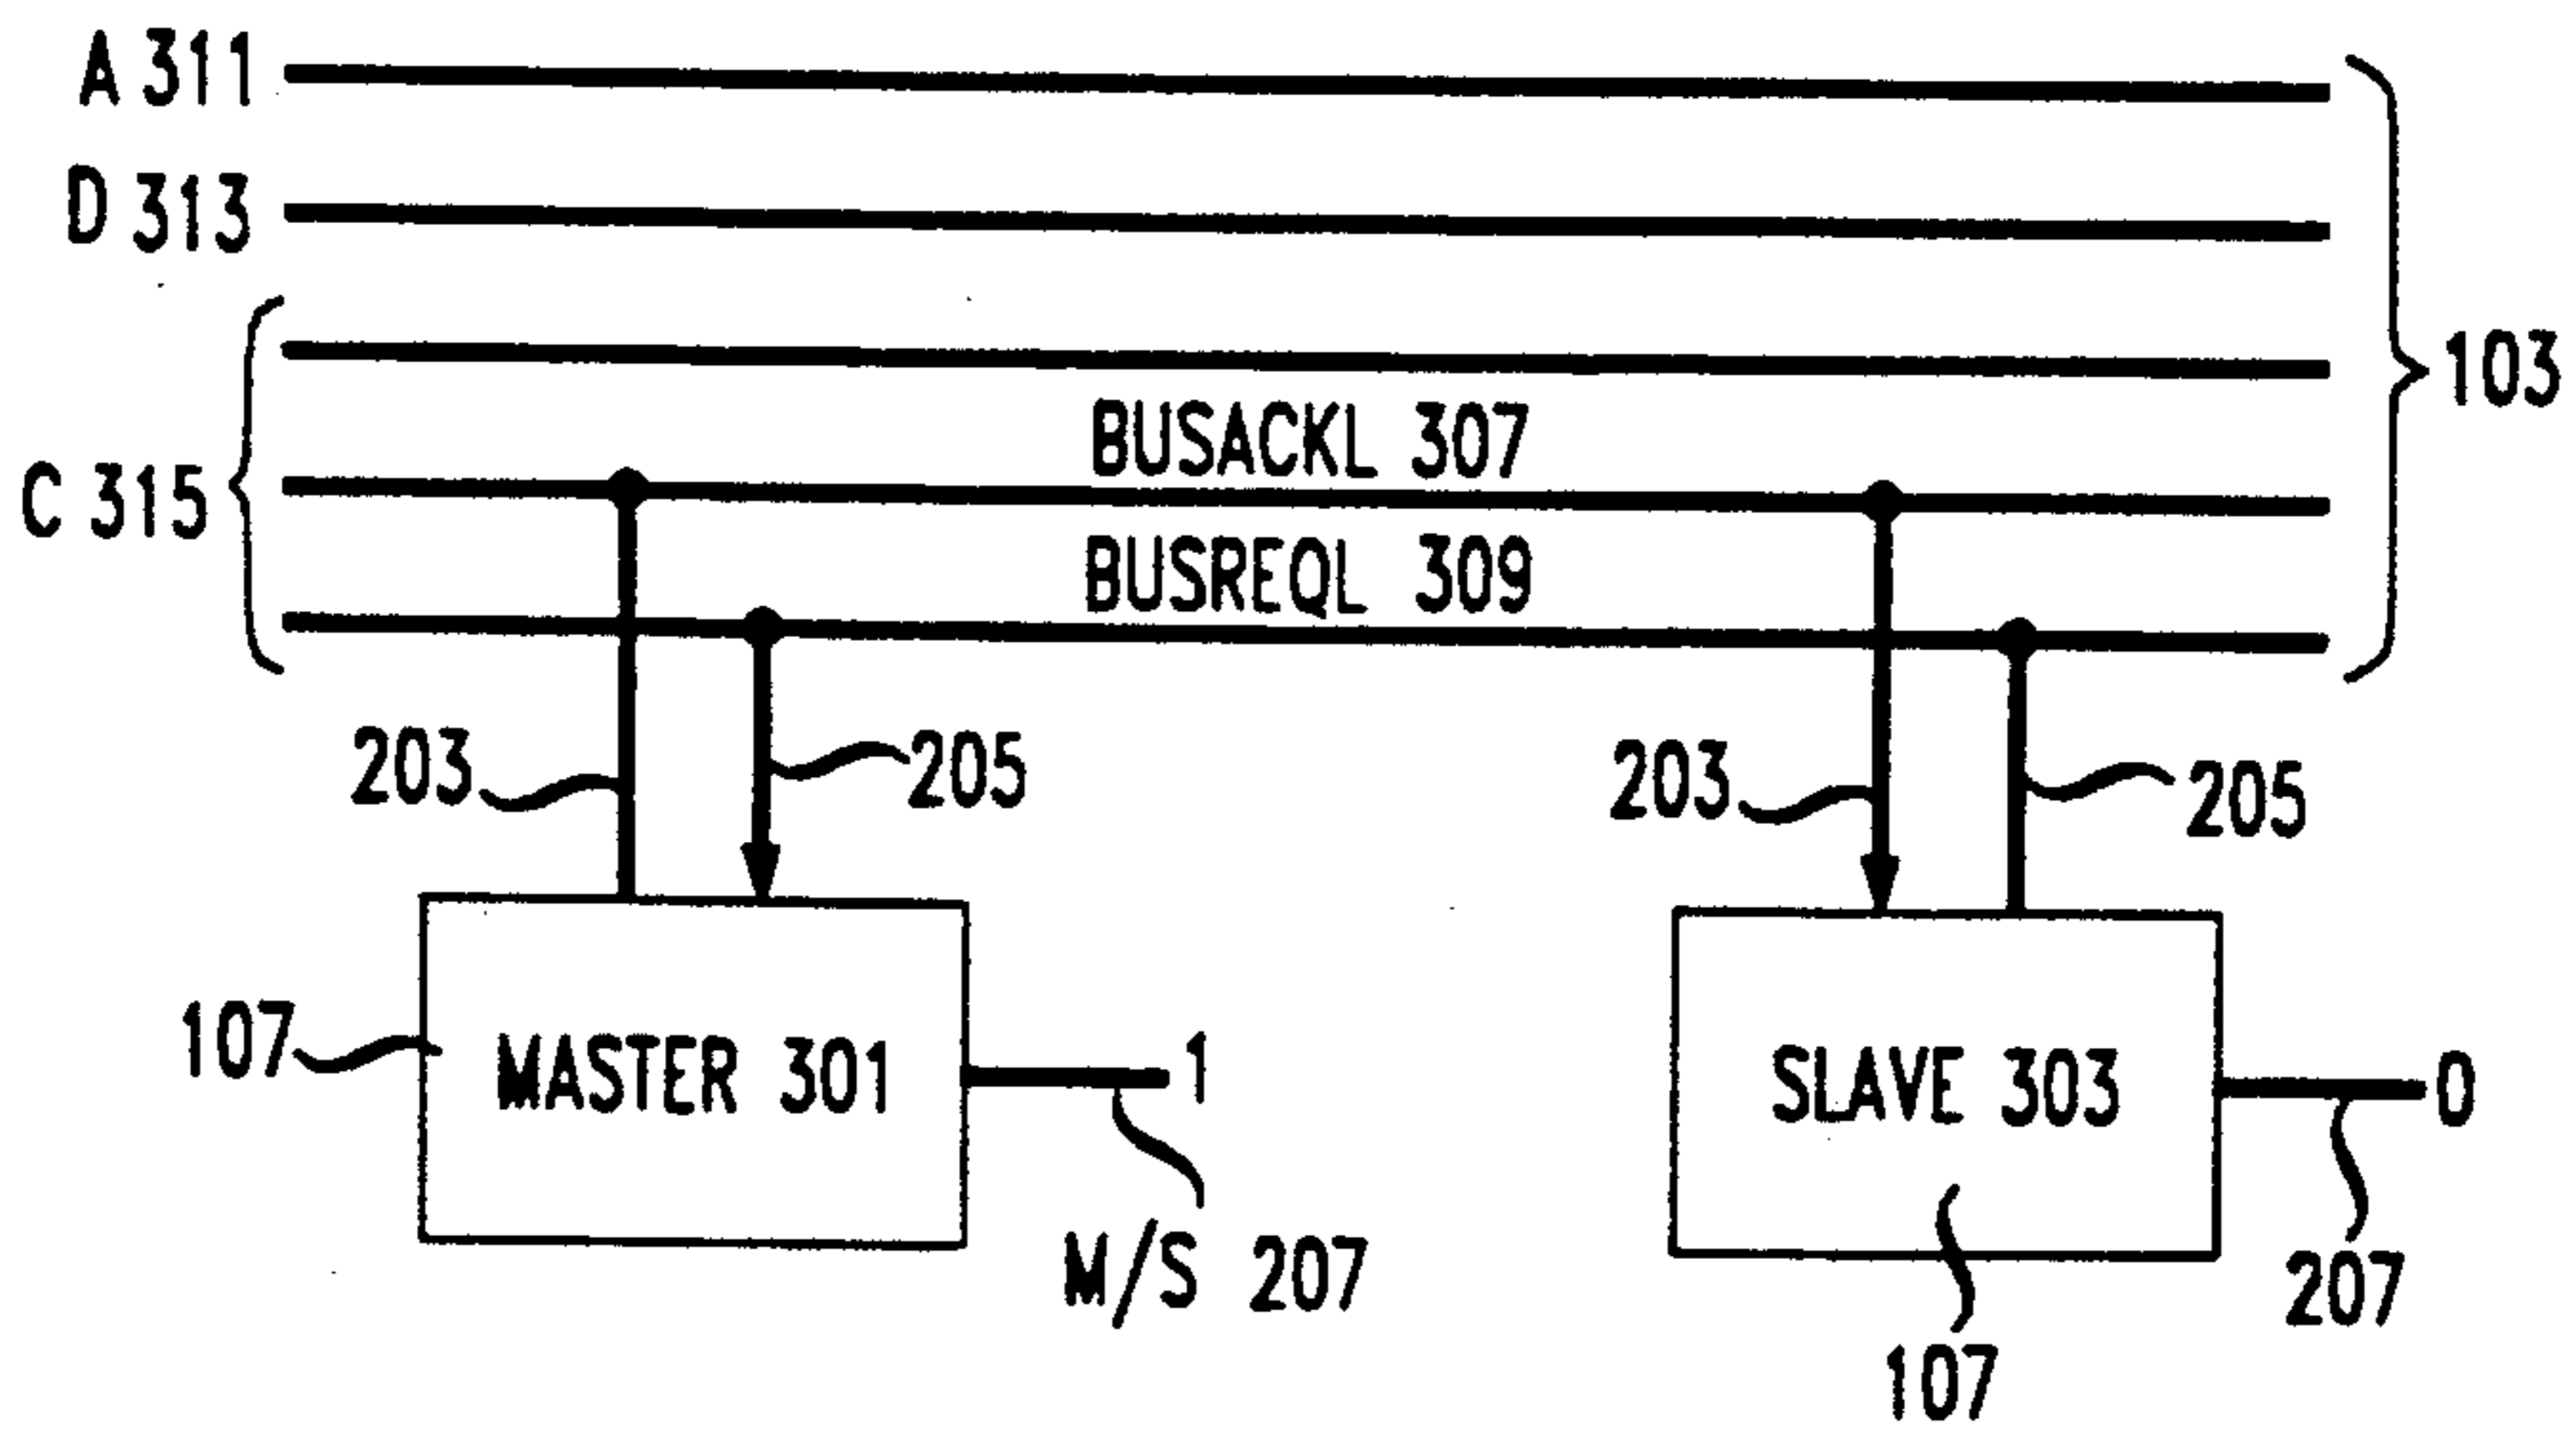 A 311
D 313
C 315
103
BUSACKL 307
BUSREQL 309
203
205
203
205
107
MASTER 301
1
M/S 207
SLAVE 303
0
207
107